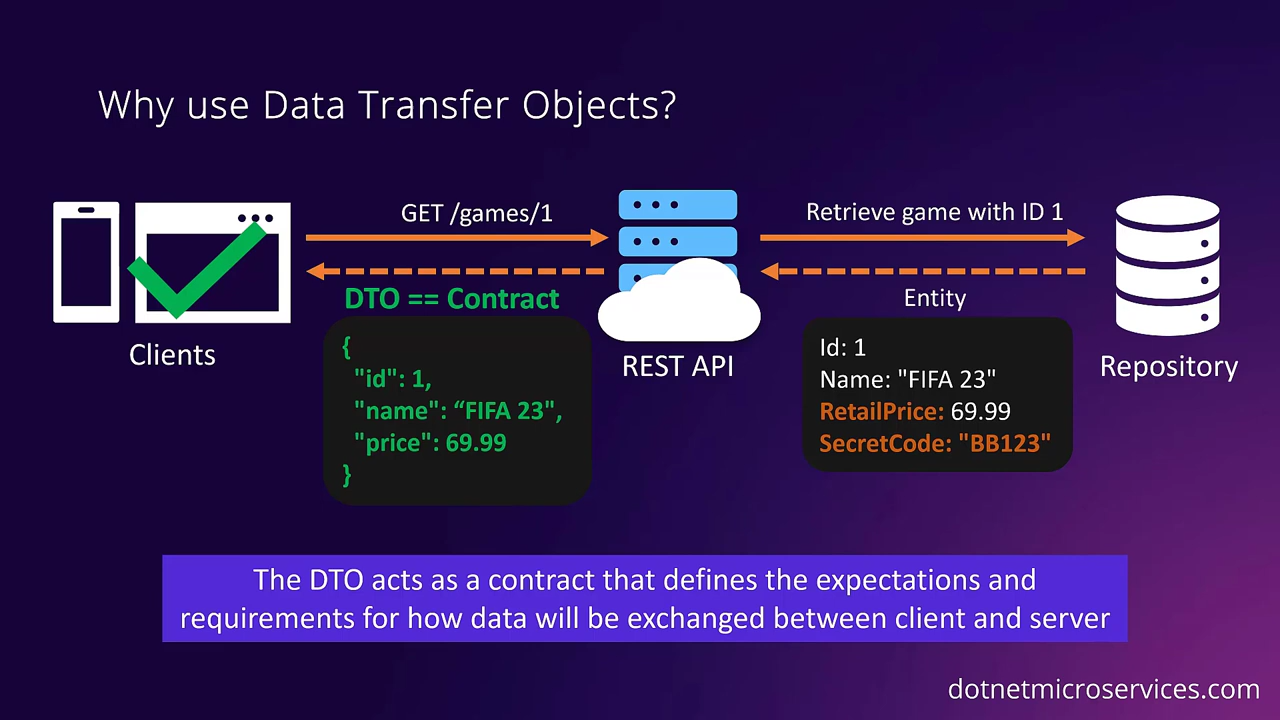 Why use Data Transfer Objects?
GET /games/1
Retrieve game with ID 1
DTO == Contract
Entity
{
"id": 1,
"name": “FIFA 23",
"price": 69.99
}
Id: 1
Name: "FIFA 23"
RetailPrice: 69.99
SecretCode: "BB123"
Clients
REST API
Repository
The DTO acts as a contract that defines the expectations and
requirements for how data will be exchanged between client and server
dotnetmicroservices.com